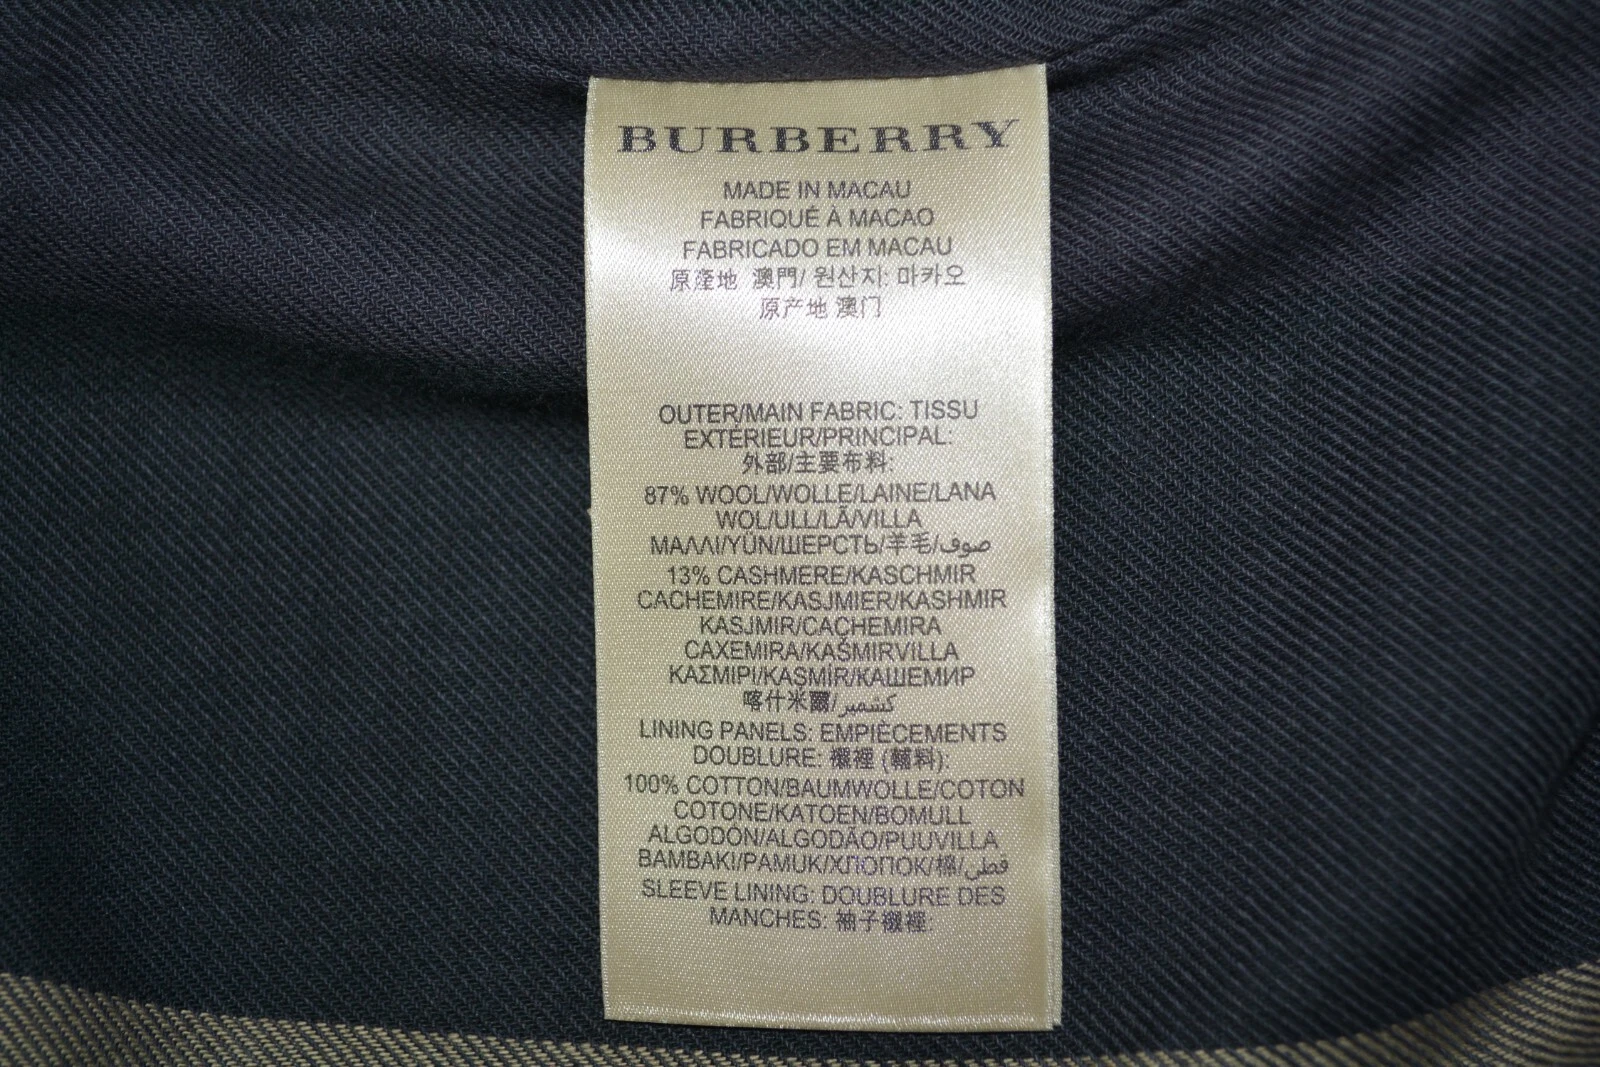 BURBERRY
MADE IN MACAU
FABRIQUÉ À MACAO
FABRICADO EM MACAU
原産地 澳門/ 원산지: 마카오
原产地 澳门
OUTER/MAIN FABRIC: TISSU
EXTÉRIEUR/PRINCIPAL:
外部/主要布料:
87% WOOL/WOLLE/LAINE/LANA
WOL/ULL/LÃ/VILLA
ΜΑΛΛΙ/YÜN/ШЕРСТЬ/羊毛/صوف
13% CASHMERE/KASCHMIR
CACHEMIRE/KASJMIER/KASHMIR
KASJMIR/CACHEMIRA
CAXEMIRA/KAŠMIRVILLA
ΚΑΣΜΙΡΙ/KASMİR/КАШЕМИР
喀什米爾/كشمير
LINING PANELS: EMPIÈCEMENTS
DOUBLURE: 襯裡 (輔料):
100% COTTON/BAUMWOLLE/COTON
COTONE/KATOEN/BOMULL
ALGODÓN/ALGODÃO/PUUVILLA
BAMBAKI/PAMUK/ХЛОПОК/棉/قطن
SLEEVE LINING: DOUBLURE DES
MANCHES: 袖子襯裡: